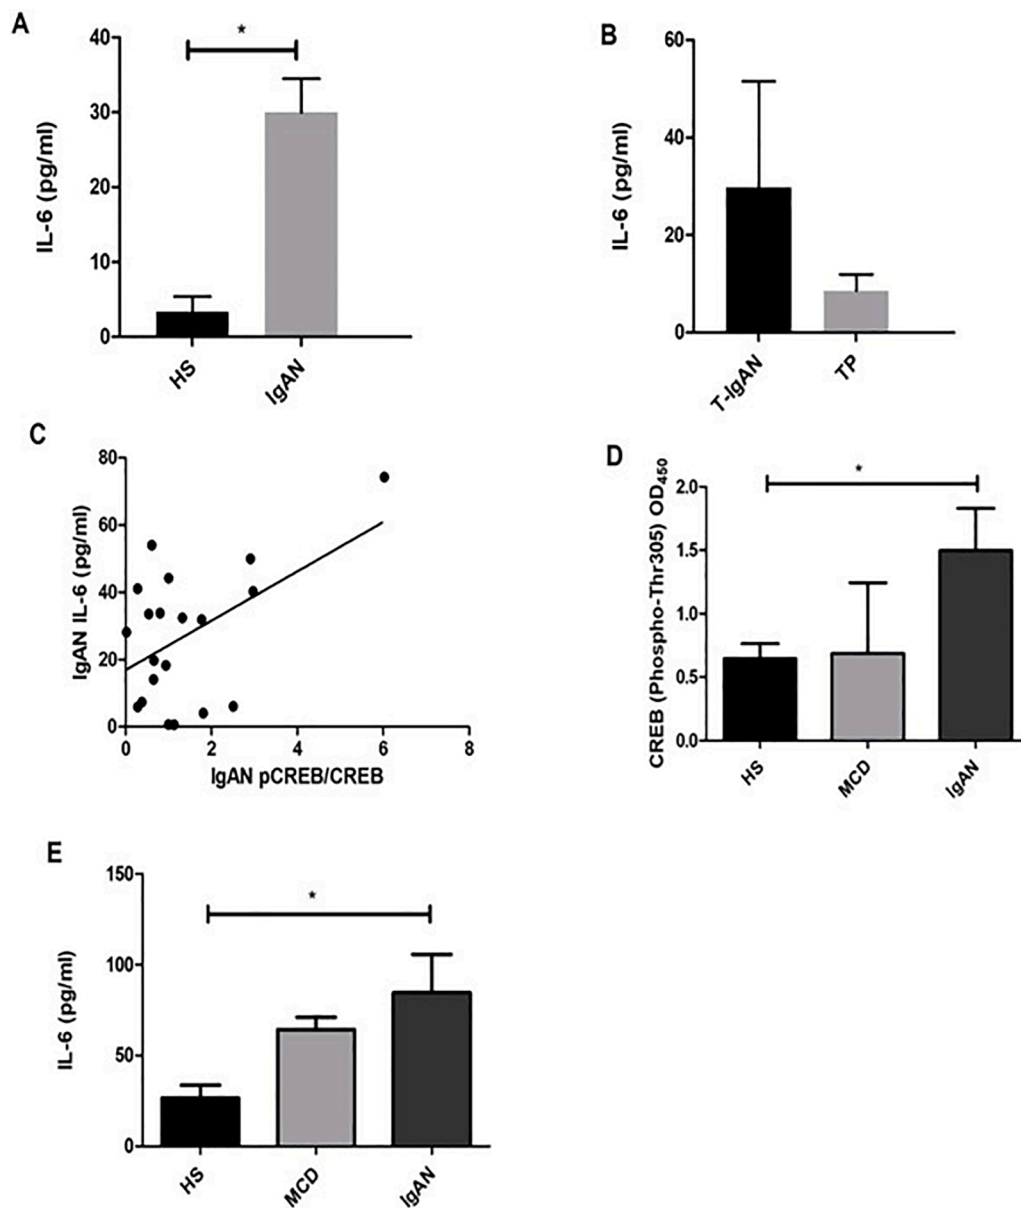 A
*
IL-6 (pg/ml)
40
30
20
10
0
HS
IgAN
B
IL-6 (pg/ml)
60
40
20
0
T-IgAN
TP
C
IgAN IL-6 (pg/ml)
80
60
40
20
0
0 2 4 6 8
IgAN pCREB/CREB
D
*
CREB (Phospho-Thr305) OD450
2.0
1.5
1.0
0.5
0.0
HS
MCD
IgAN
E
*
IL-6 (pg/ml)
150
100
50
0
HS
MCD
IgAN